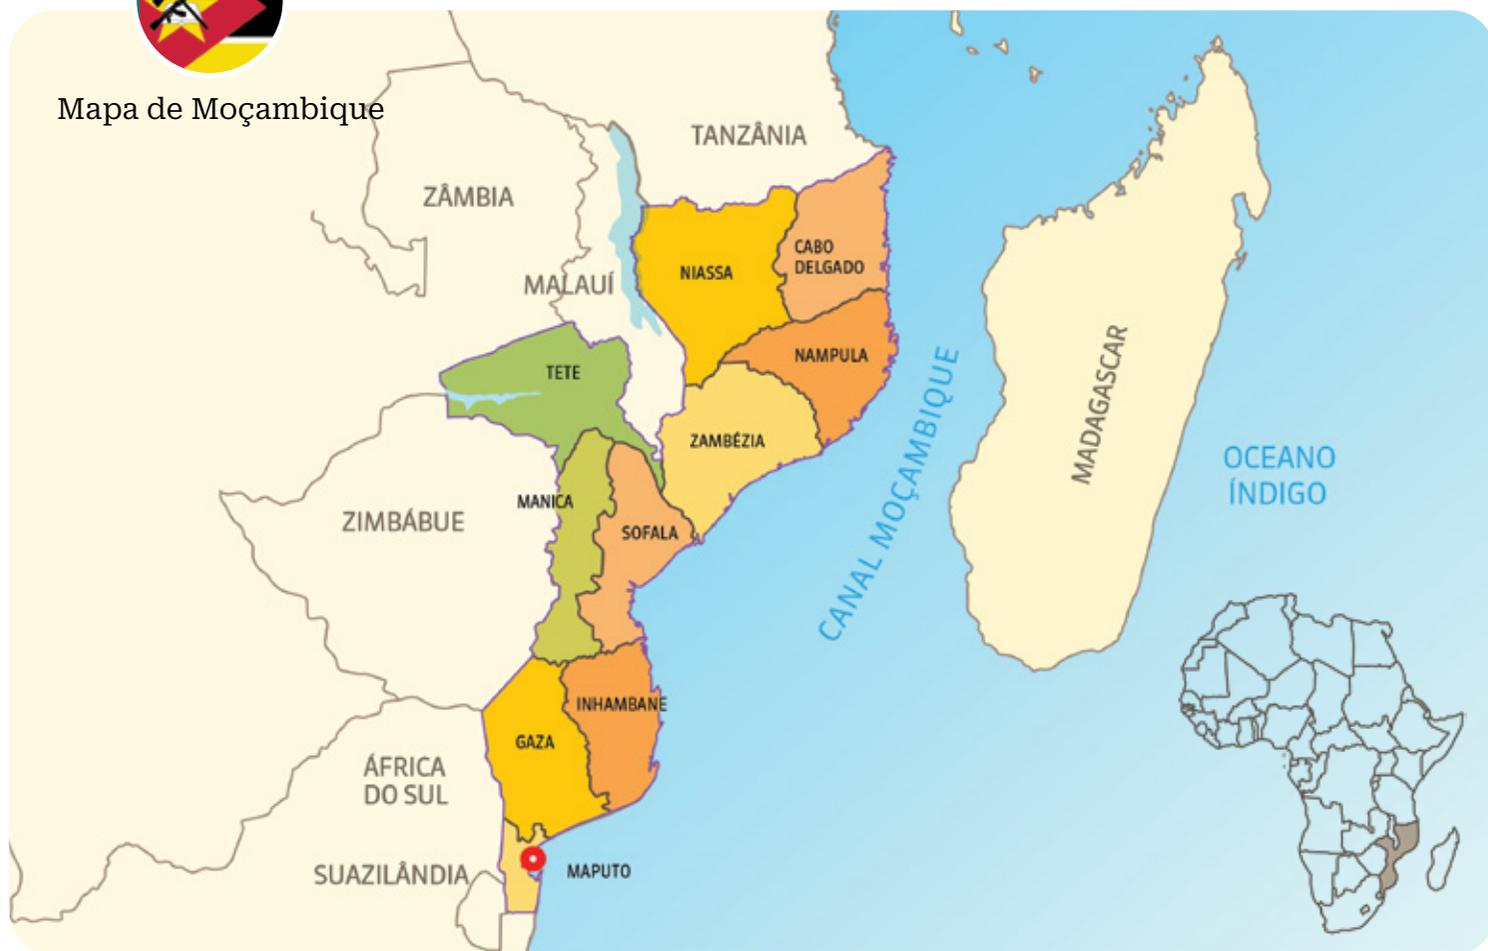 Mapa de Moçambique
TANZÂNIA
ZÂMBIA
CABO
DELGADO
NIASSA
MALAUÍ
NAMPULA
TETE
ZAMBÉZIA
MANICA
ZIMBÁBUE
SOFALA
CANAL MOÇAMBIQUE
MADAGASCAR
OCEANO
ÍNDIGO
INHAMBANE
GAZA
ÁFRICA
DO SUL
SUAZILÂNDIA
MAPUTO